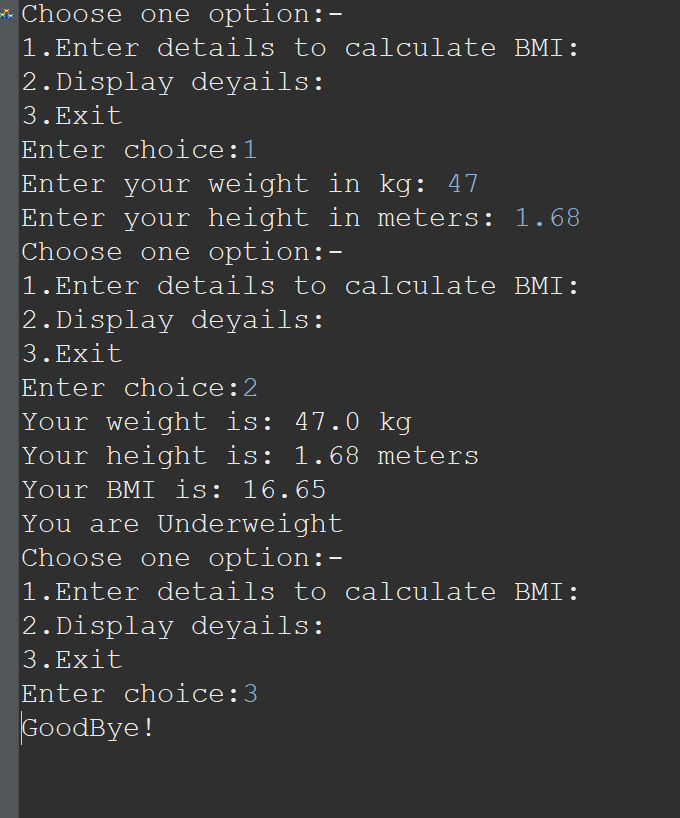 Choose one option:-
1.Enter details to calculate BMI:
2.Display deyails:
3.Exit
Enter choice:1
Enter your weight in kg: 47
Enter your height in meters: 1.68
Choose one option:-
1.Enter details to calculate BMI:
2.Display deyails:
3.Exit
Enter choice:2
Your weight is: 47.0 kg
Your height is: 1.68 meters
Your BMI is: 16.65
You are Underweight
Choose one option:-
1.Enter details to calculate BMI:
2.Display deyails:
3.Exit
Enter choice:3
GoodBye!